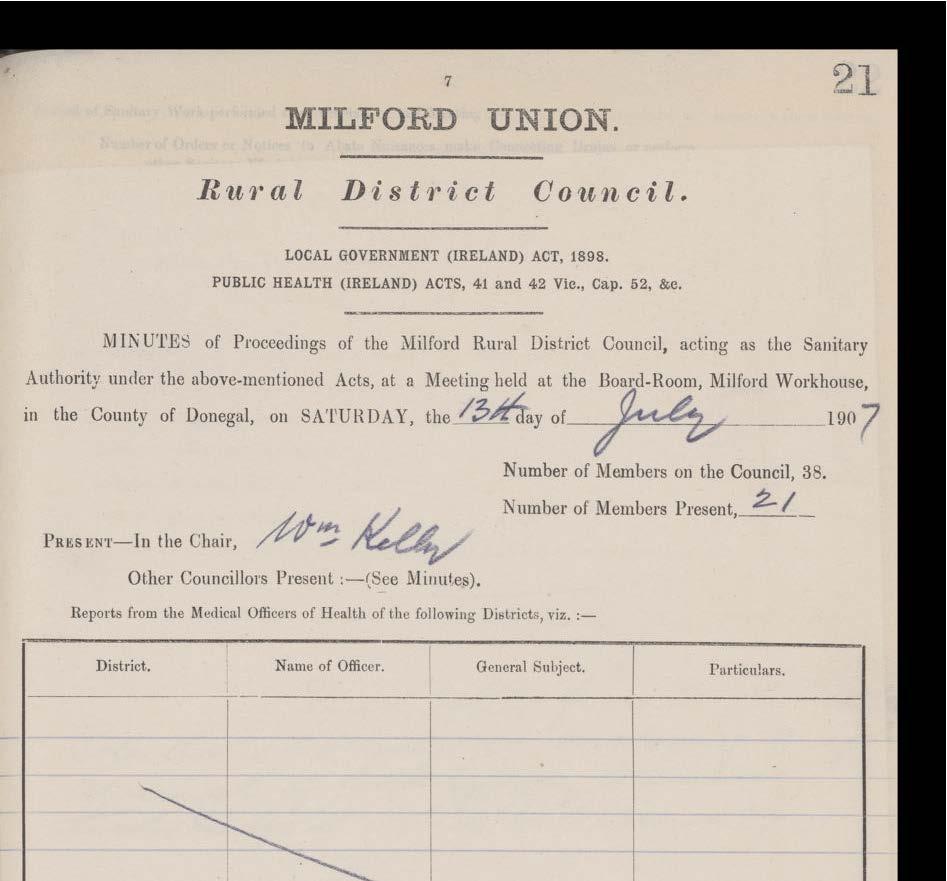 7
21
MILFORD UNION.
Rural District Council.
LOCAL GOVERNMENT (IRELAND) ACT, 1898.
PUBLIC HEALTH (IRELAND) ACTS, 41 and 42 Vic., Cap. 52, &c.
MINUTES of Proceedings of the Milford Rural District Council, acting as the Sanitary
Authority under the above-mentioned Acts, at a Meeting held at the Board-Room, Milford Workhouse,
in the County of Donegal, on SATURDAY, the 13th day of July 1907
Number of Members on the Council, 38.
Number of Members Present, 21
PRESENT—In the Chair, Wm Kelly
Other Councillors Present :—(See Minutes).
Reports from the Medical Officers of Health of the following Districts, viz. :—
District. Name of Officer. General Subject. Particulars.